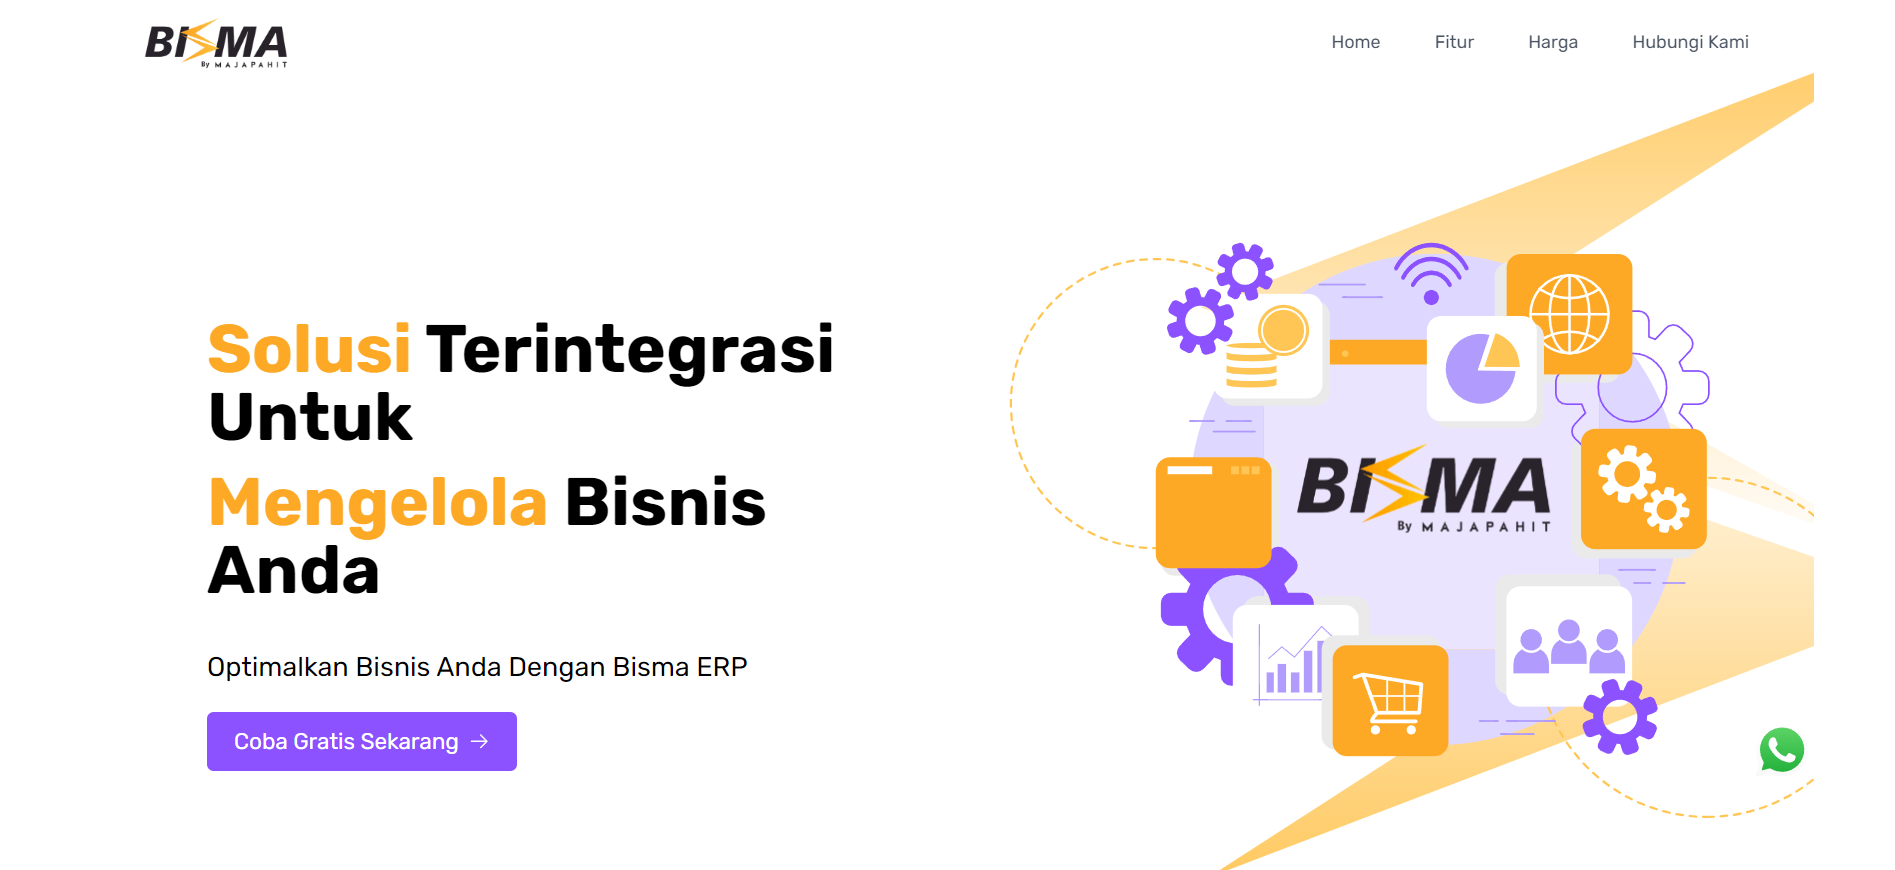 BISMA
By MAJAPAHIT
Home
Fitur
Harga
Hubungi Kami
Solusi Terintegrasi
Untuk
Mengelola Bisnis
Anda
Optimalkan Bisnis Anda Dengan Bisma ERP
Coba Gratis Sekarang →
BISMA
By MAJAPAHIT